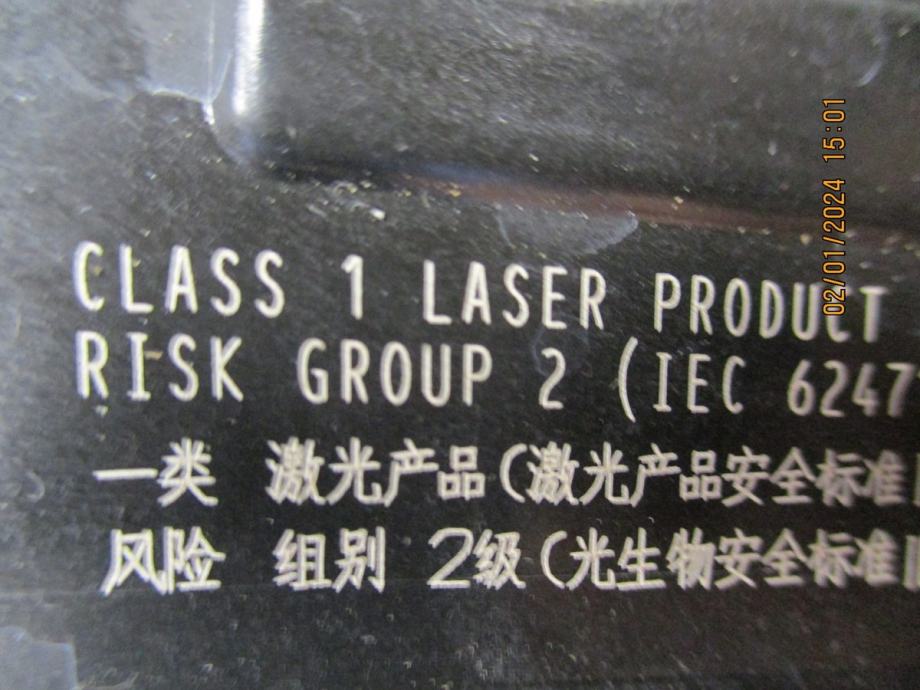 CLASS 1 LASER PRODUCT
RISK GROUP 2 (IEC 6247
一类 激光产品(激光产品安全标准
风险 组别 2级(光生物安全标准
02/01/2024 15:01